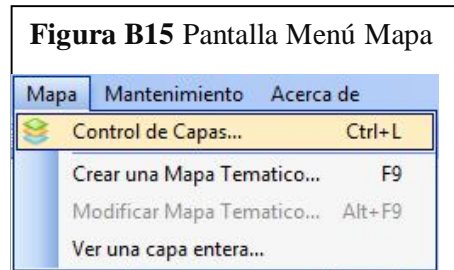 Figura B15 Pantalla Menú Mapa
Mapa Mantenimiento Acerca de
Control de Capas... Ctrl+L
Crear una Mapa Tematico... F9
Modificar Mapa Tematico... Alt+F9
Ver una capa entera...